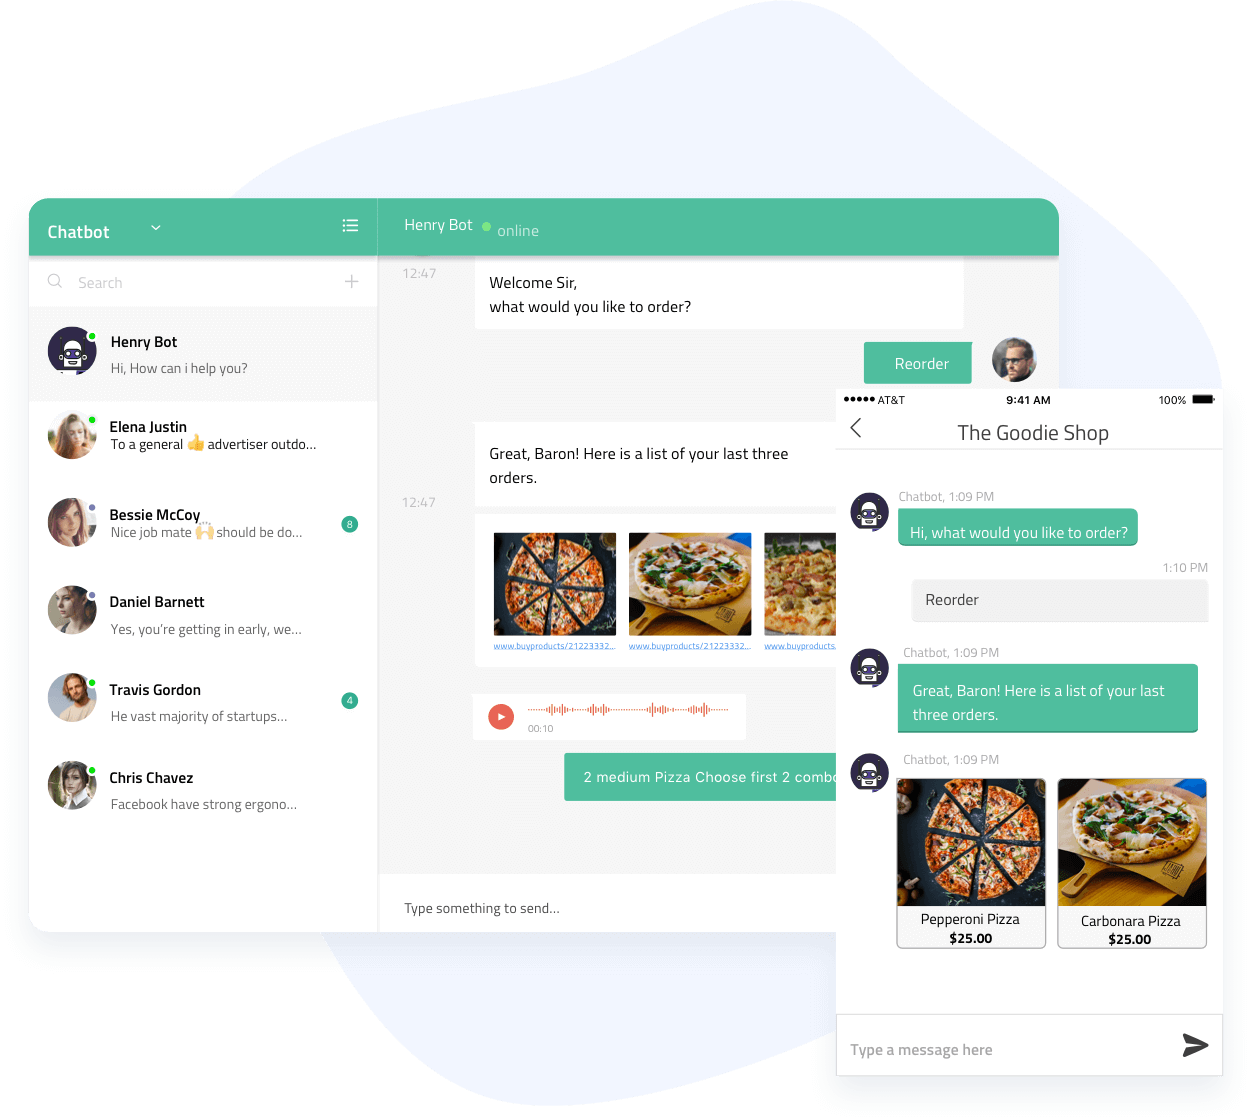 Chatbot
Henry Bot
online
Search
Henry Bot
Hi, How can i help you?
Elena Justin
To a general 👍 advertiser outdo...
Bessie McCoy
Nice job mate 🙌🏻 should be do...
8
Daniel Barnett
Yes, you're getting in early, we...
Travis Gordon
He vast majority of startups...
4
Chris Chavez
Facebook have strong ergono...
12:47
Welcome Sir,
what would you like to order?
Reorder
Great, Baron! Here is a list of your last three
orders.
12:47
www.buyproducts/21223332...
www.buyproducts/21223332...
www.buyproducts
00:10
2 medium Pizza Choose first 2 comb
Type something to send...
AT&T
9:41 AM
100%
The Goodie Shop
Chatbot, 1:09 PM
Hi, what would you like to order?
1:10 PM
Reorder
Chatbot, 1:09 PM
Great, Baron! Here is a list of your last
three orders.
Chatbot, 1:09 PM
Pepperoni Pizza
$25.00
Carbonara Pizza
$25.00
Type a message here